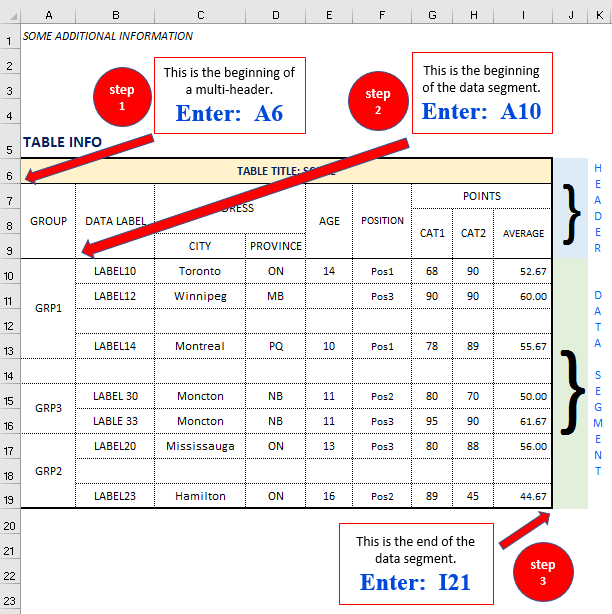 A B C D E F G H I J K
1 SOME ADDITIONAL INFORMATION
2
3
4
5 TABLE INFO
step
1
This is the beginning of
a multi-header.
Enter: A6
step
2
This is the beginning
of the data segment.
Enter: A10
6 TABLE TITLE:
7 POINTS
8 GROUP DATA LABEL AGE POSITION CAT1 CAT2 AVERAGE
9 CITY PROVINCE
HEADER
10 LABEL10 Toronto ON 14 Pos1 68 90 52.67
11 GRP1 LABEL12 Winnipeg MB Pos3 90 90 60.00
12
13 LABEL14 Montreal PQ 10 Pos1 78 89 55.67
14
15 GRP3 LABEL 30 Moncton NB 11 Pos2 80 70 50.00
16 LABLE 33 Moncton NB 11 Pos3 95 90 61.67
17 LABEL20 Mississauga ON 13 Pos3 80 88 56.00
18 GRP2
19 LABEL23 Hamilton ON 16 Pos2 89 45 44.67
DATA SEGMENT
}
}
20
21
22
23
This is the end of the
data segment.
Enter: I21
step
3